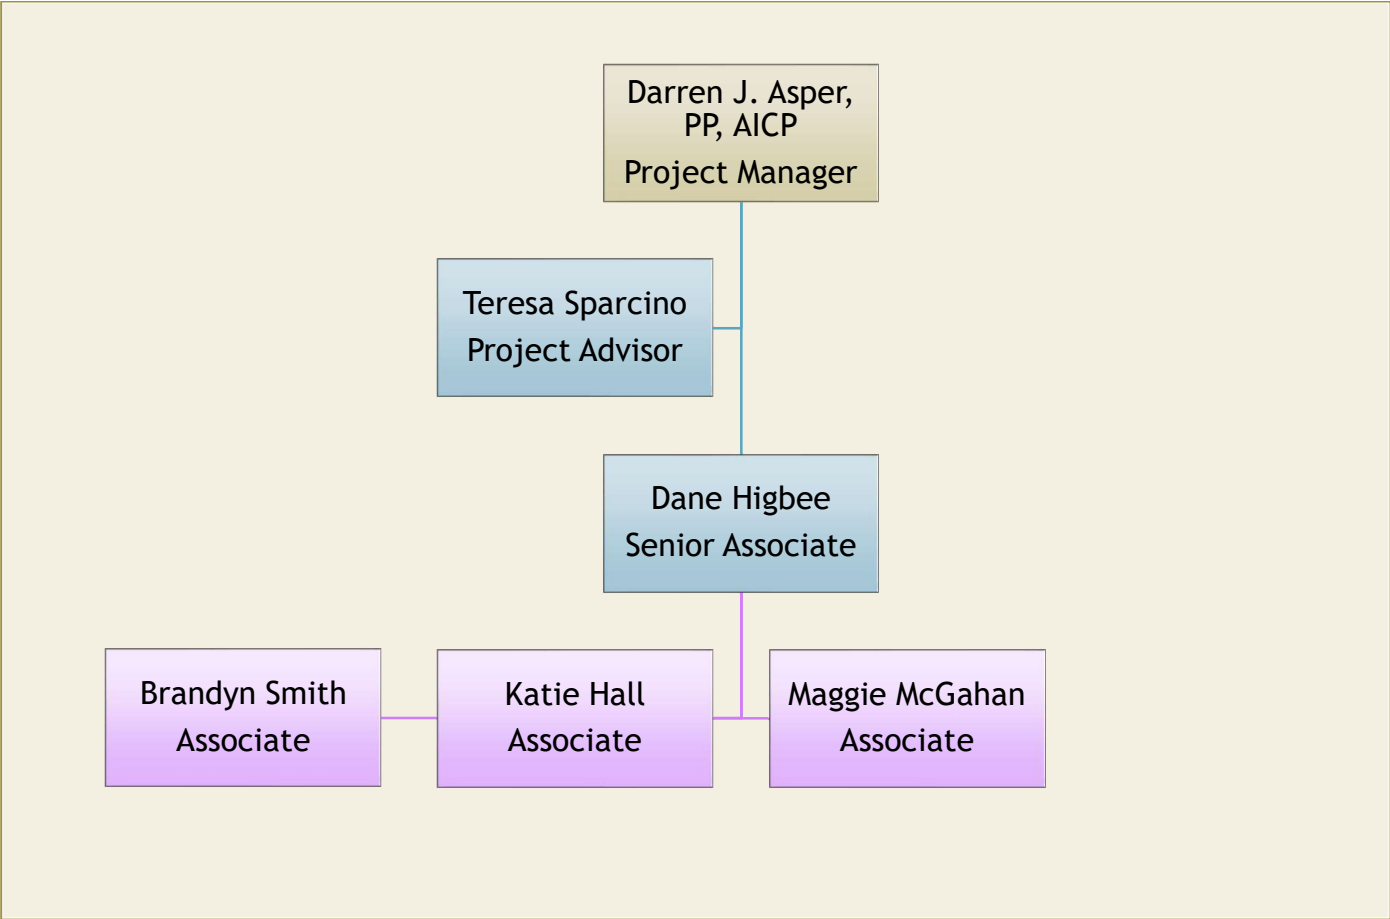 Darren J. Asper,
PP, AICP
Project Manager
Teresa Sparcino
Project Advisor
Dane Higbee
Senior Associate
Brandyn Smith
Associate
Katie Hall
Associate
Maggie McGahan
Associate